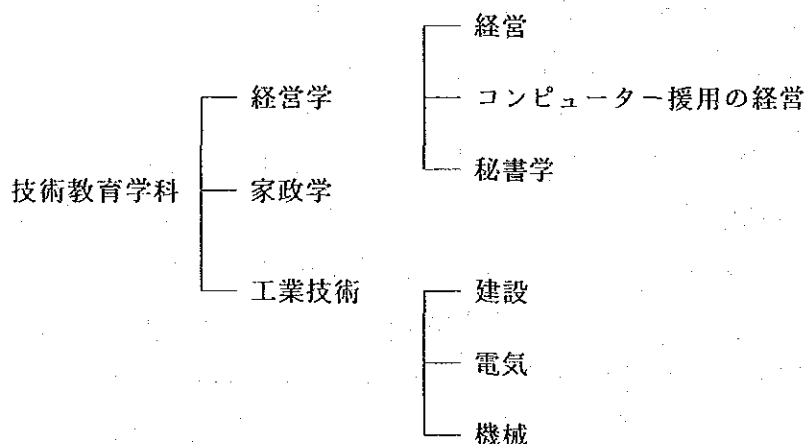 技術教育学科
経営学
経営
コンピューター援用の経営
秘書学
家政学
工業技術
建設
電気
機械